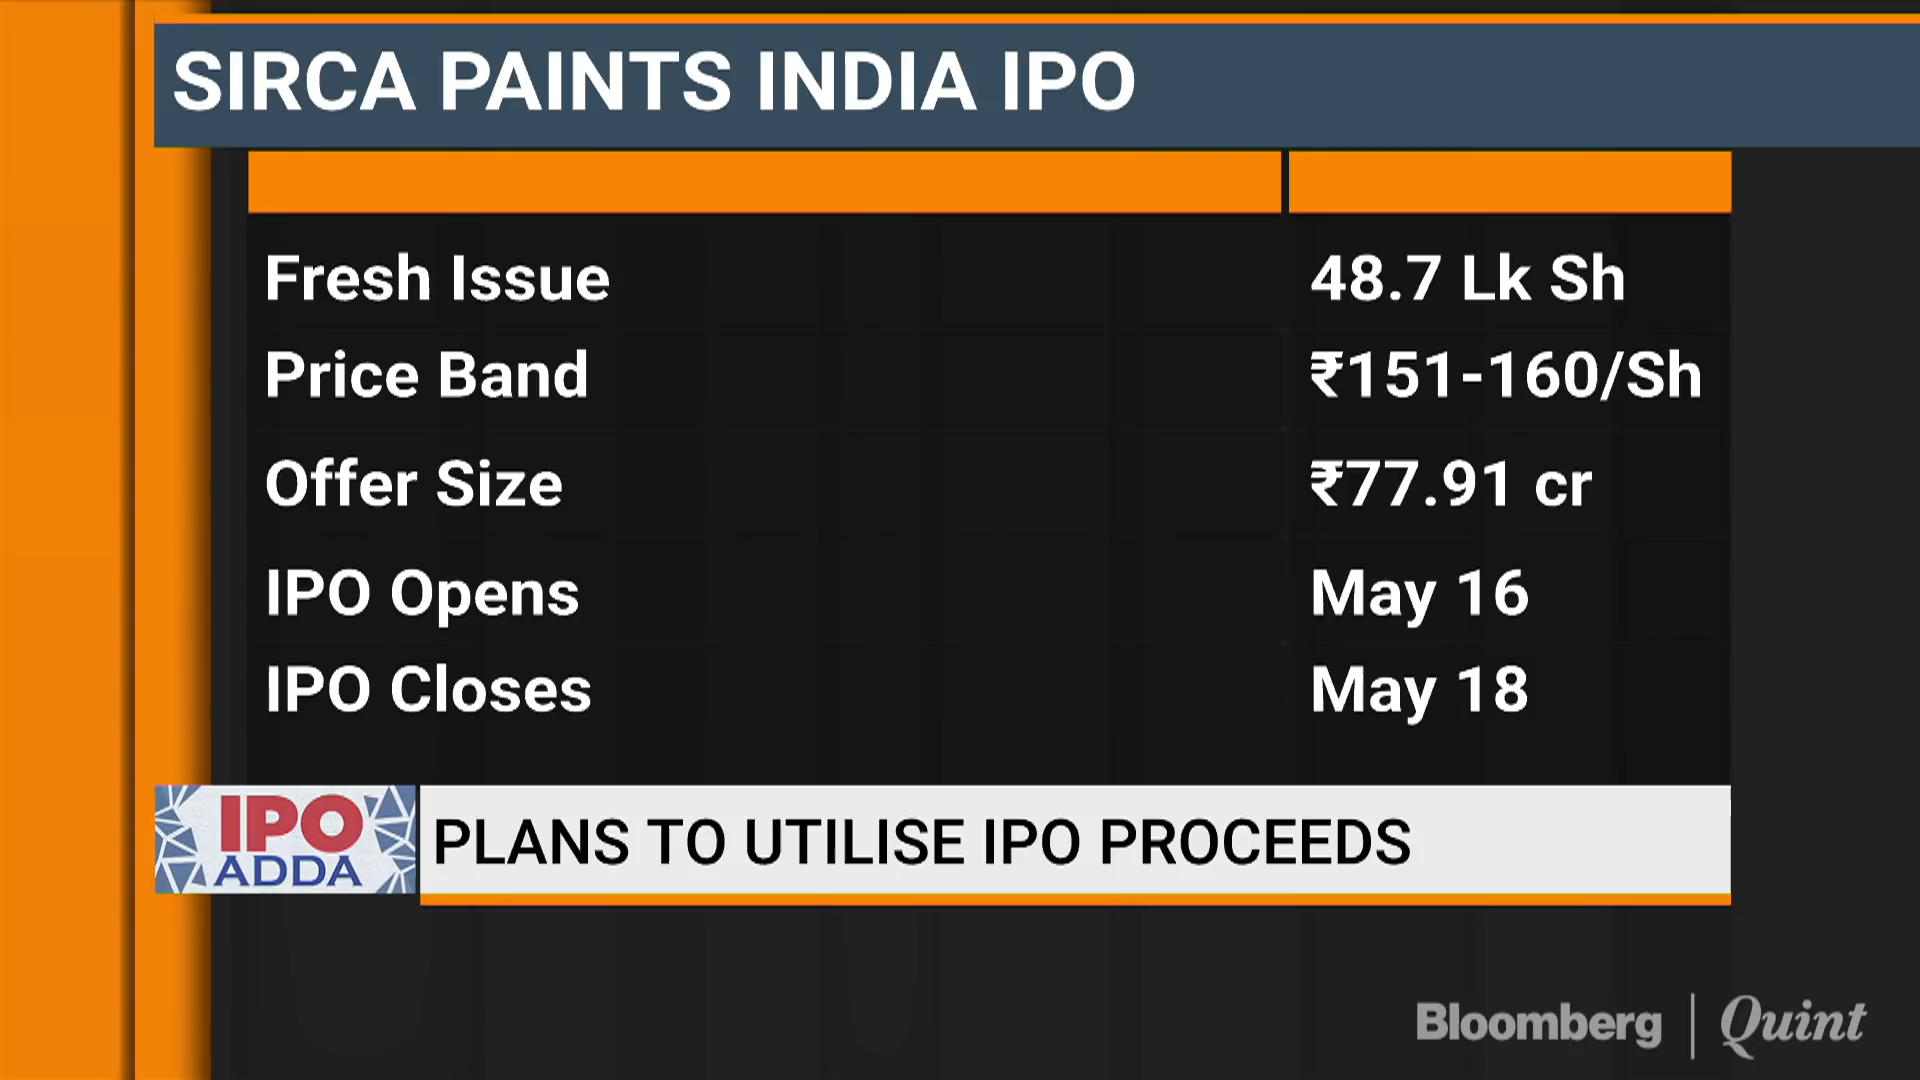 SIRCA PAINTS INDIA IPO
Fresh Issue 48.7 Lk Sh
Price Band ₹151-160/Sh
Offer Size ₹77.91 cr
IPO Opens May 16
IPO Closes May 18
IPO ADDA
PLANS TO UTILISE IPO PROCEEDS
Bloomberg | Quint